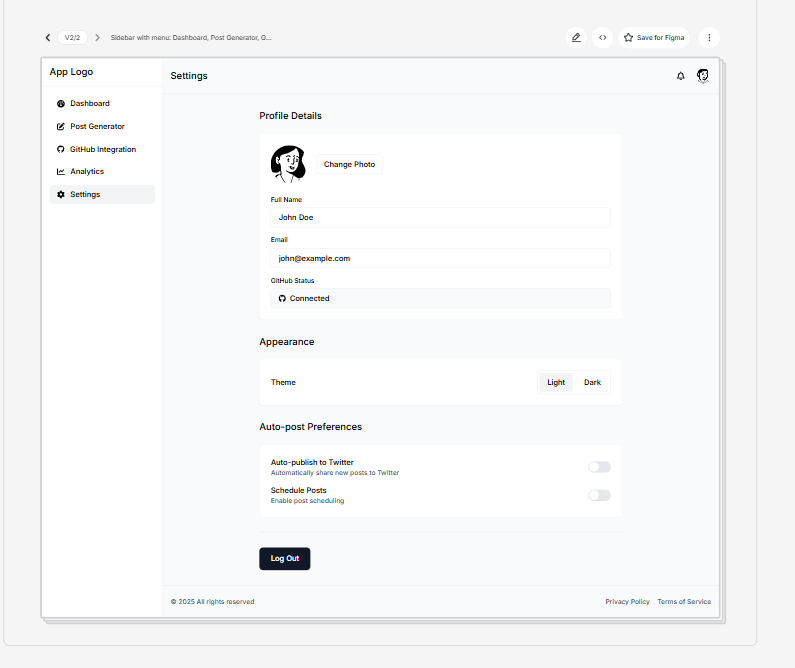 V2/2 Sidebar with menu: Dashboard, Post Generator, G... Save for Figma
App Logo
Settings
Dashboard
Post Generator
GitHub Integration
Analytics
Settings
Profile Details
Change Photo
Full Name
John Doe
Email
john@example.com
GitHub Status
Connected
Appearance
Theme Light Dark
Auto-post Preferences
Auto-publish to Twitter
Automatically share new posts to Twitter
Schedule Posts
Enable post scheduling
Log Out
© 2025 All rights reserved Privacy Policy Terms of Service